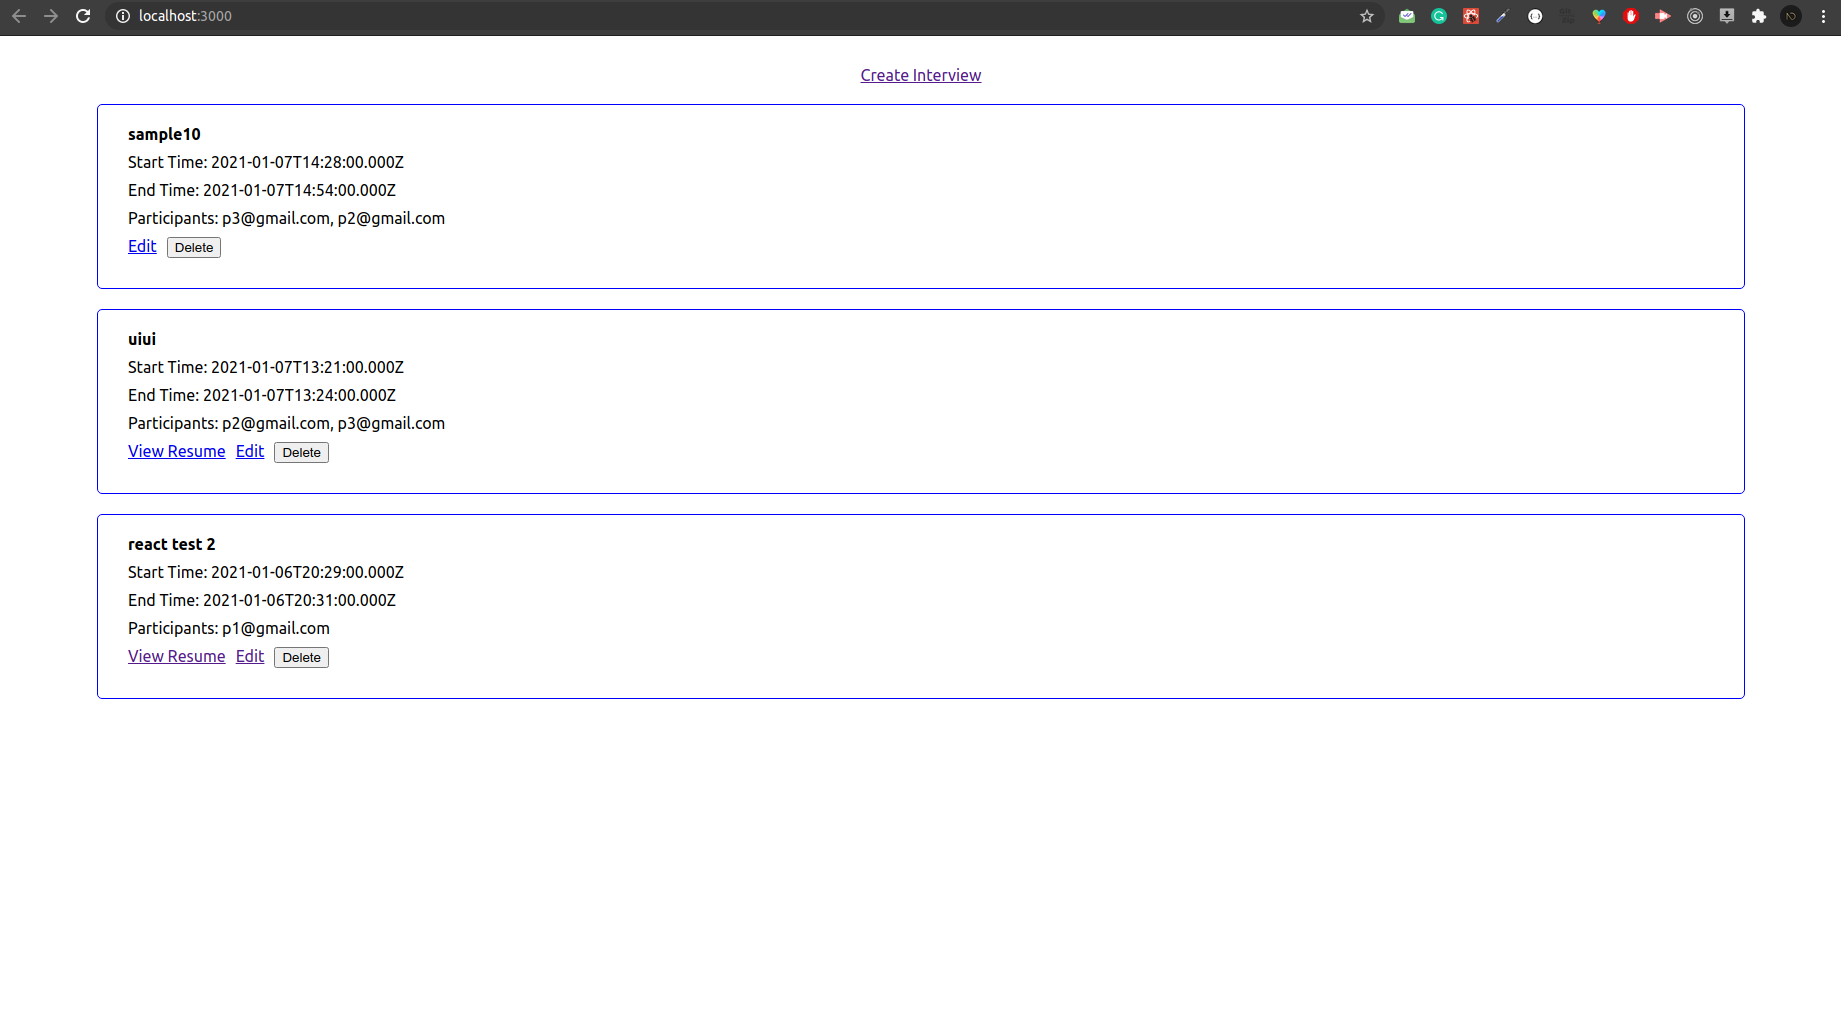 localhost:3000
Create Interview
sample10
Start Time: 2021-01-07T14:28:00.000Z
End Time: 2021-01-07T14:54:00.000Z
Participants: p3@gmail.com, p2@gmail.com
Edit Delete
uiui
Start Time: 2021-01-07T13:21:00.000Z
End Time: 2021-01-07T13:24:00.000Z
Participants: p2@gmail.com, p3@gmail.com
View Resume Edit Delete
react test 2
Start Time: 2021-01-06T20:29:00.000Z
End Time: 2021-01-06T20:31:00.000Z
Participants: p1@gmail.com
View Resume Edit Delete